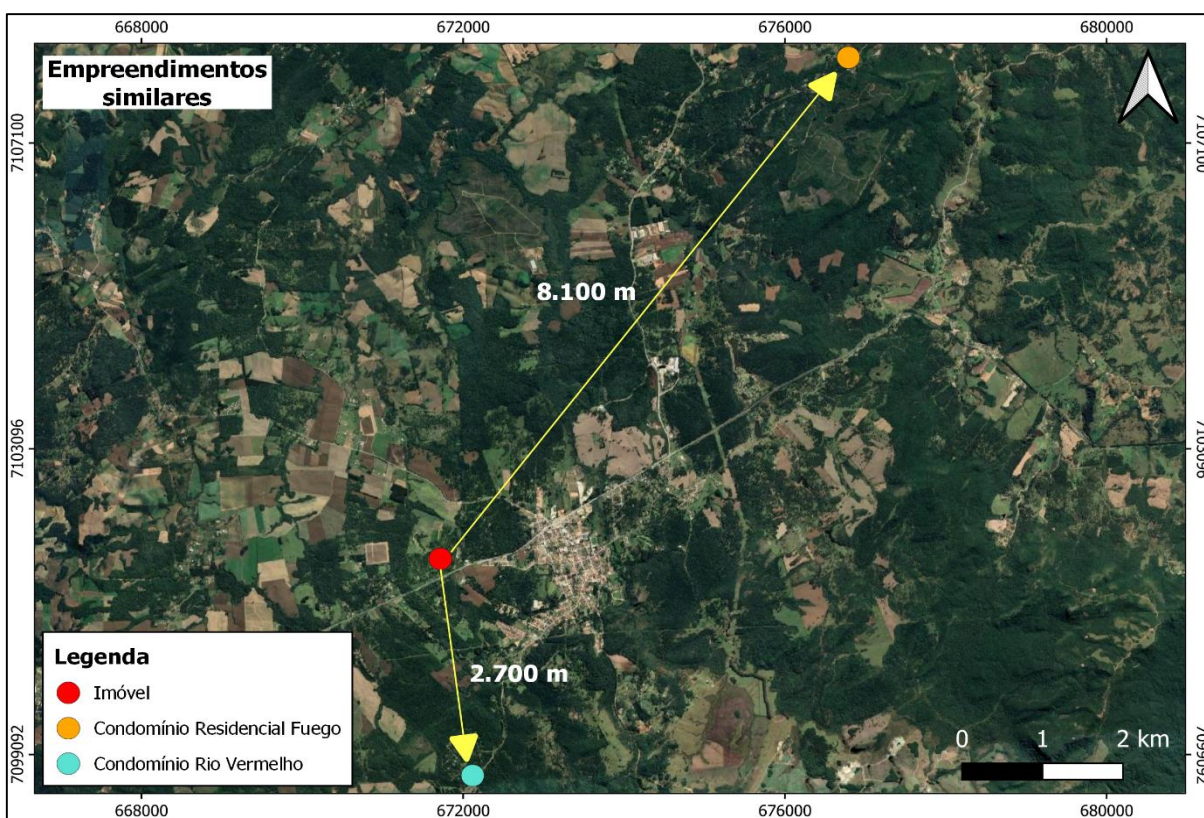 668000 672000 676000 680000
Empreendimentos
similares
7107100 7107100
8.100 m
7103096 7103096
2.700 m
Legenda
Imóvel
Condomínio Residencial Fuego
Condomínio Rio Vermelho
0 1 2 km
7099092 7099092
668000 672000 676000 680000